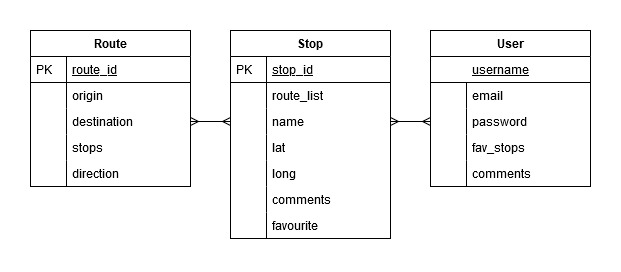 Route
PK route_id
origin
destination
stops
direction
Stop
PK stop_id
route_list
name
lat
long
comments
favourite
User
username
email
password
fav_stops
comments